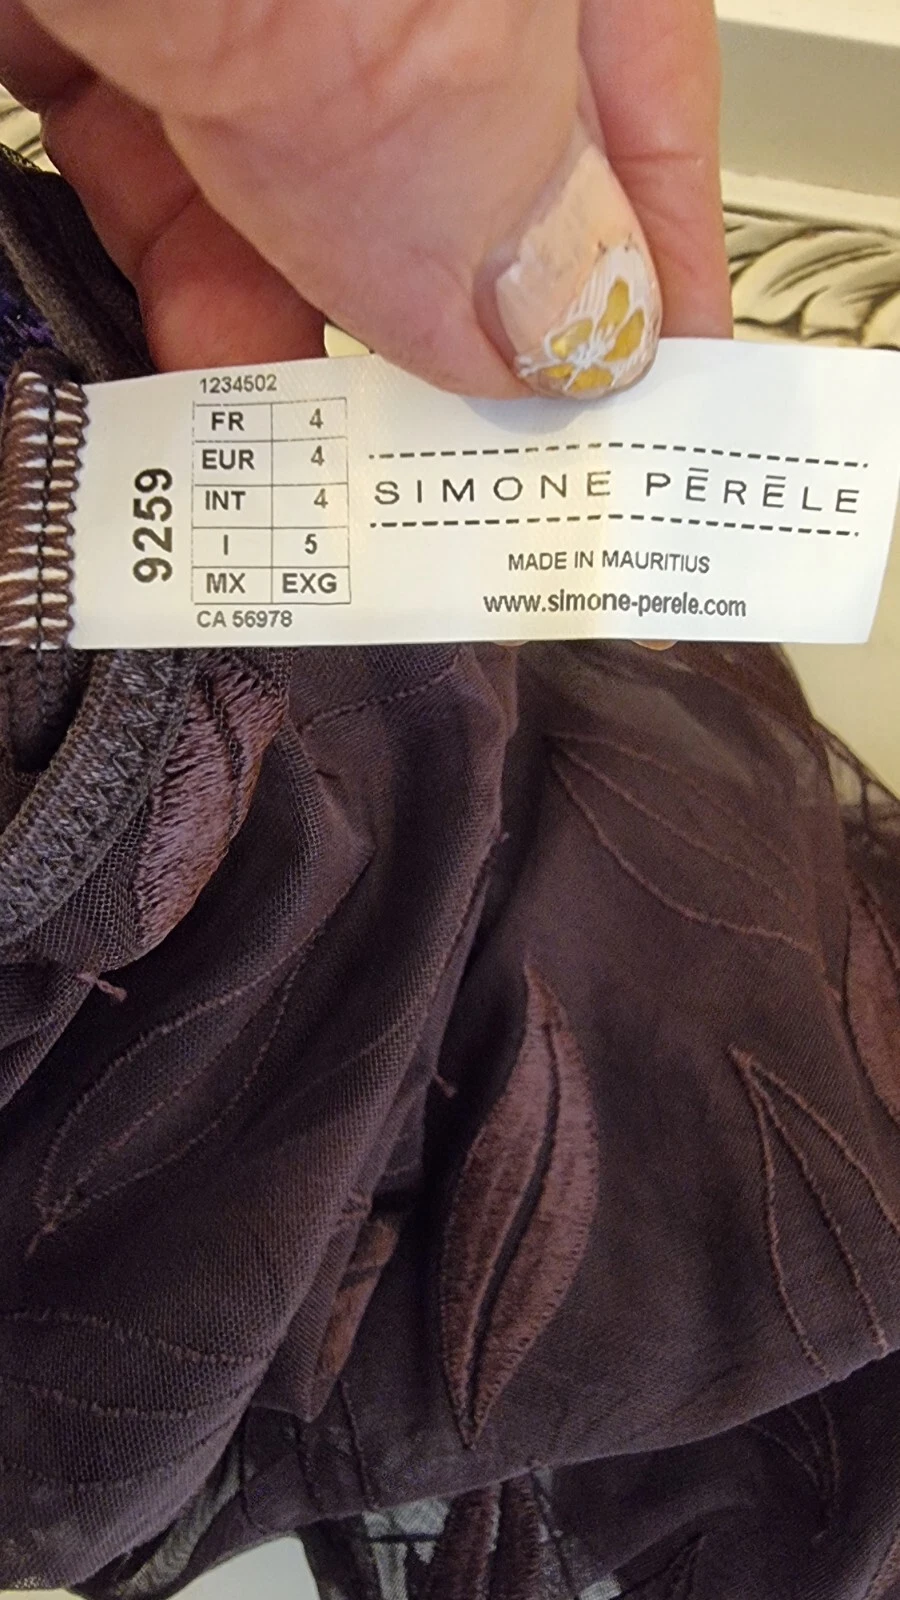 9259
1234502
FR 4
EUR 4
INT 4
I 5
MX EXG
CA 56978
SIMONE PĒRĒLE
MADE IN MAURITIUS
www.simone-perele.com